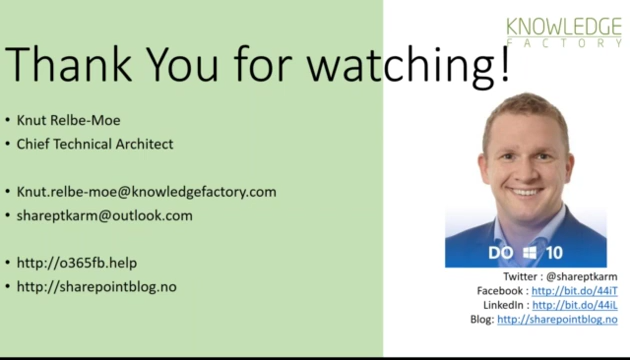 KNOWLEDGE
FACTORY
Thank You for watching!
• Knut Relbe-Moe
• Chief Technical Architect
• Knut.relbe-moe@knowledgefactory.com
• shareptkarm@outlook.com
• http://o365fb.help
• http://sharepointblog.no
DO 10
Twitter : @shareptkarm
Facebook : http://bit.do/44iT
LinkedIn : http://bit.do/44iL
Blog: http://sharepointblog.no